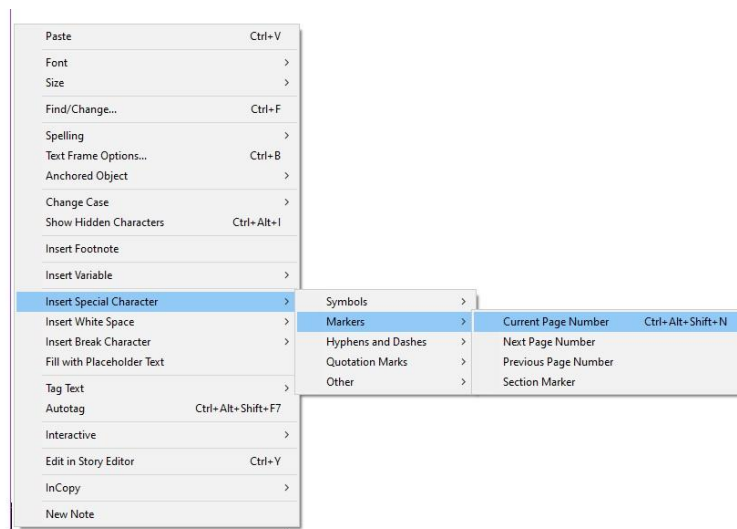 Paste Ctrl+V
Font >
Size >
Find/Change... Ctrl+F
Spelling >
Text Frame Options... Ctrl+B
Anchored Object >
Change Case >
Show Hidden Characters Ctrl+Alt+I
Insert Footnote
Insert Variable >
Insert Special Character >
Insert White Space >
Insert Break Character >
Fill with Placeholder Text
Tag Text >
Autotag Ctrl+Alt+Shift+F7
Interactive >
Edit in Story Editor Ctrl+Y
InCopy >
New Note
Symbols >
Markers >
Hyphens and Dashes >
Quotation Marks >
Other >
Current Page Number Ctrl+Alt+Shift+N
Next Page Number
Previous Page Number
Section Marker